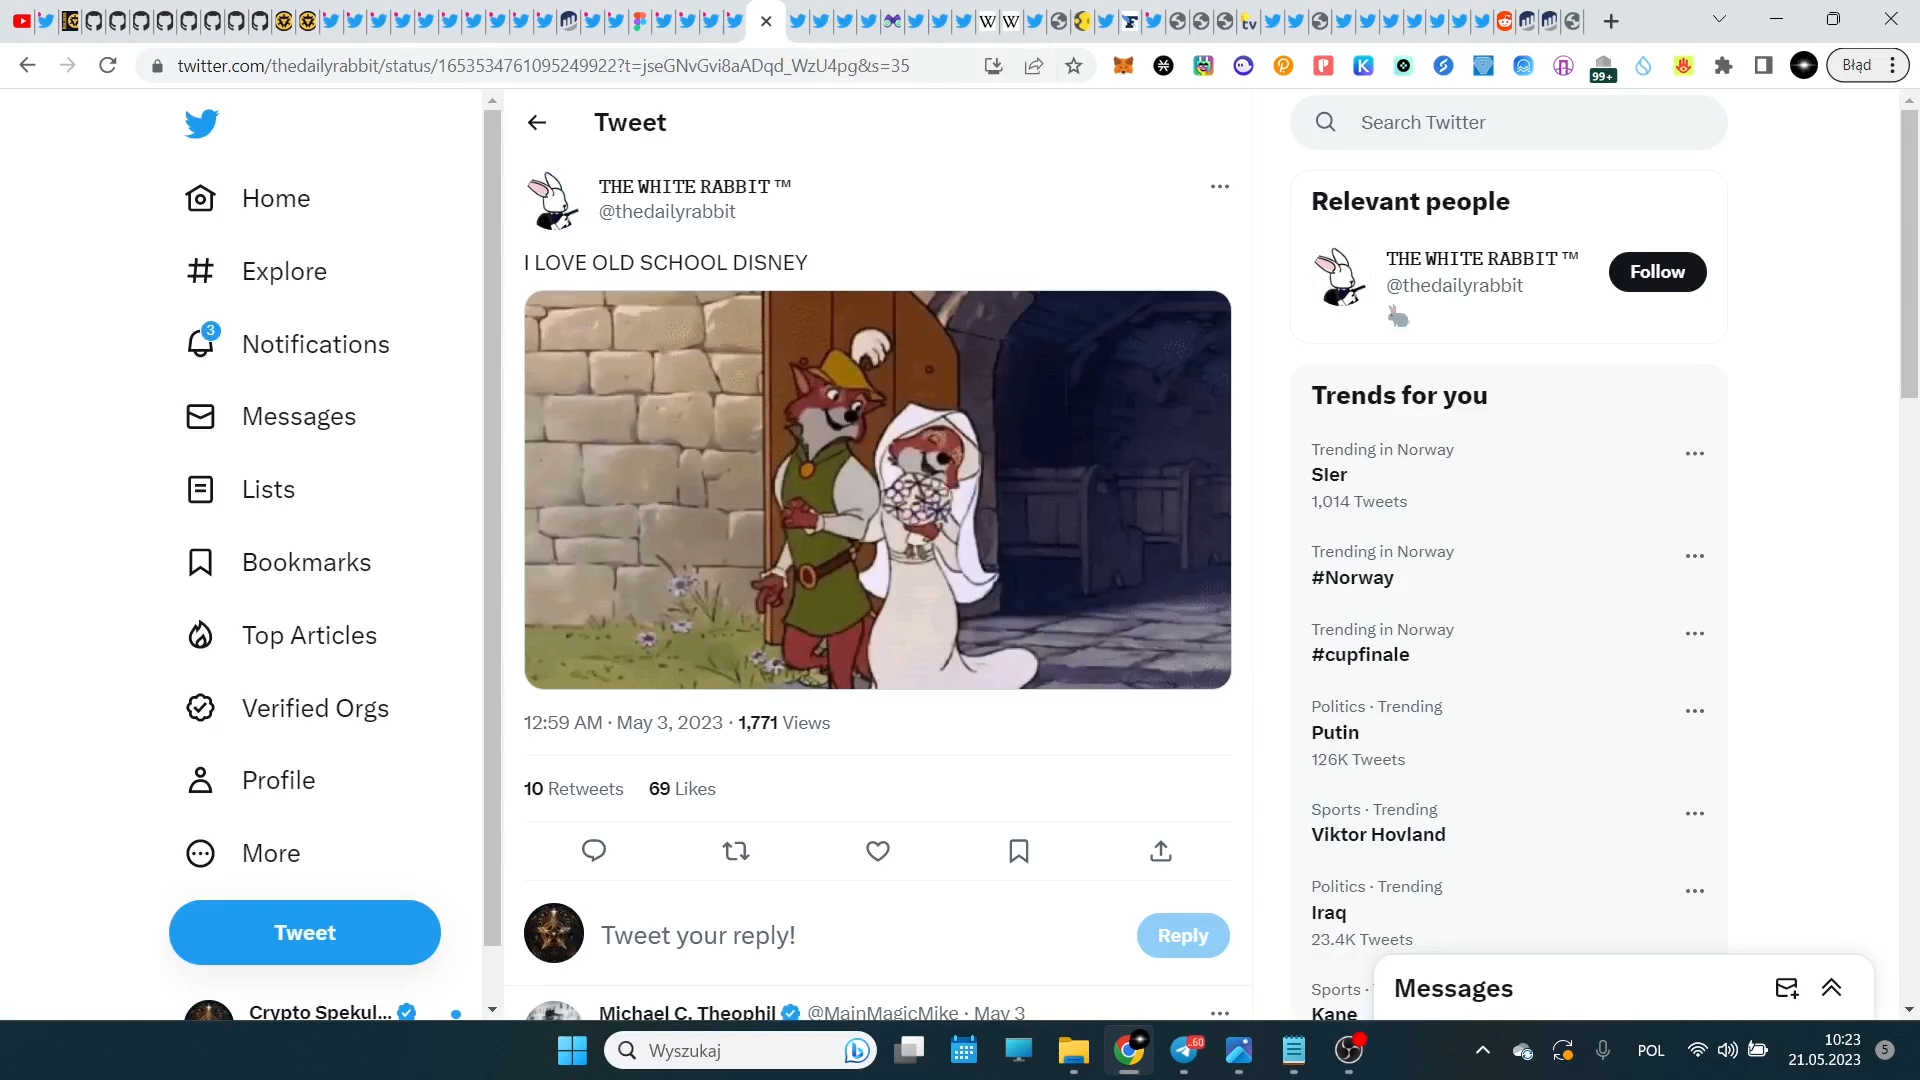 twitter.com/thedailyrabbit/status/1653534761095249922?t=jseGNvGvi8aADqd_WzU4pg&s=35
99+
Błąd
Home
Explore
3
Notifications
Messages
Lists
Bookmarks
Top Articles
Verified Orgs
Profile
More
Tweet
Crypto Spekul...
Tweet
THE WHITE RABBIT™
@thedailyrabbit
I LOVE OLD SCHOOL DISNEY
12:59 AM · May 3, 2023 · 1,771 Views
10 Retweets 69 Likes
Tweet your reply!
Reply
Michael C. Theophil @MainMagicMike · May 3
Search Twitter
Relevant people
THE WHITE RABBIT™
@thedailyrabbit
Follow
Trends for you
Trending in Norway
Sler
1,014 Tweets
Trending in Norway
#Norway
Trending in Norway
#cupfinale
Politics · Trending
Putin
126K Tweets
Sports · Trending
Viktor Hovland
Politics · Trending
Iraq
23.4K Tweets
Sports ·
Kane
Messages
Wyszukaj
POL
10:23
21.05.2023
5